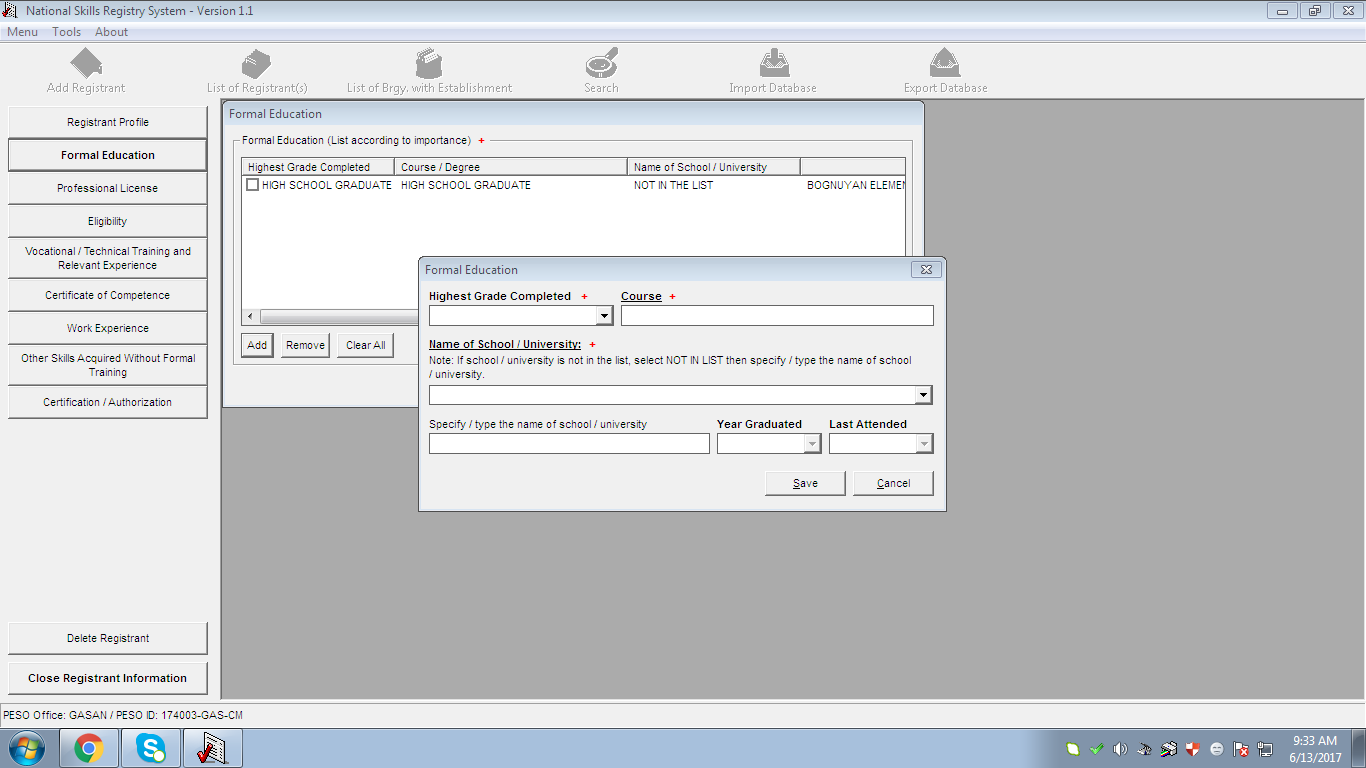 National Skills Registry System - Version 1.1
Menu Tools About
Add Registrant List of Registrant(s) List of Brgy. with Establishment Search Import Database Export Database
Registrant Profile
Formal Education
Professional License
Eligibility
Vocational / Technical Training and
Relevant Experience
Certificate of Competence
Work Experience
Other Skills Acquired Without Formal
Training
Certification / Authorization
Delete Registrant
Close Registrant Information
Formal Education
Formal Education (List according to importance) +
Highest Grade Completed Course / Degree Name of School / University
HIGH SCHOOL GRADUATE HIGH SCHOOL GRADUATE NOT IN THE LIST BOGNUYAN ELEMEN
Add Remove Clear All
Formal Education
Highest Grade Completed + Course +
Name of School / University: +
Note: If school / university is not in the list, select NOT IN LIST then specify / type the name of school
/ university.
Specify / type the name of school / university Year Graduated Last Attended
Save Cancel
PESO Office: GASAN / PESO ID: 174003-GAS-CM
9:33 AM
6/13/2017